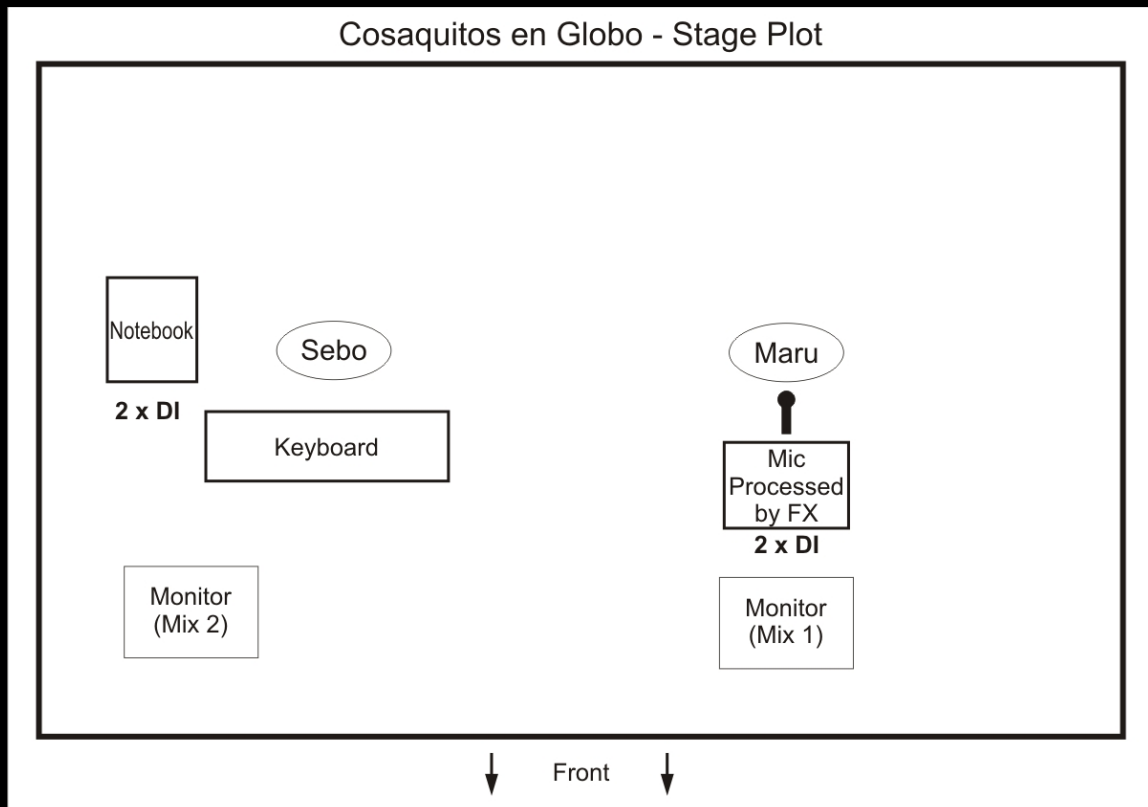 Cosaquitos en Globo - Stage Plot
Notebook
2 x DI
Sebo
Keyboard
Monitor
(Mix 2)
Maru
Mic
Processed
by FX
2 x DI
Monitor
(Mix 1)
Front